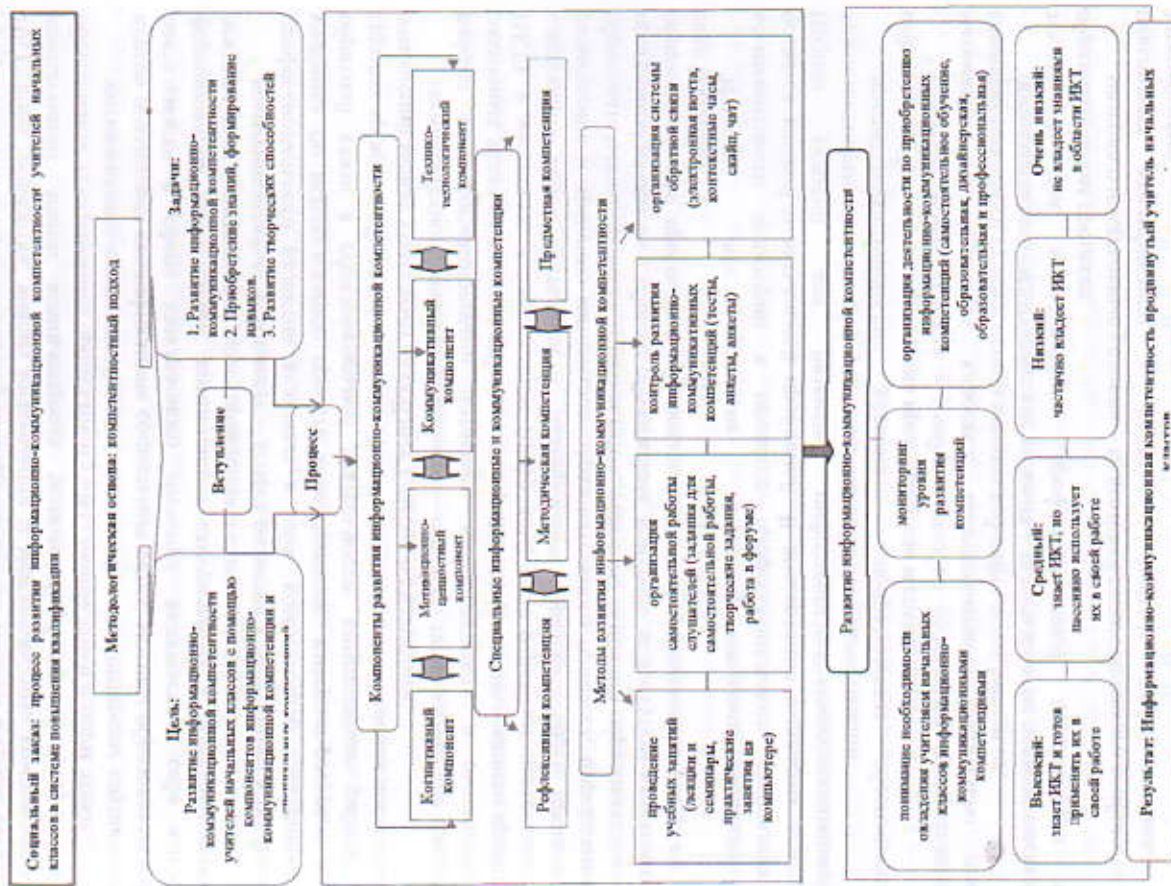 Социальный заказ: процесс развития информационно-коммуникационной компетентности учителей начальных
классов в системе повышения квалификации
Методологическая основа: компетентностный подход
Цель:
Развитие информационно-
коммуникационной компетентности
учителей начальных классов с помощью
компонентов информационно-
коммуникационной компетенции и
Вступление
Процесс
Задачи:
1. Развитие информационно-
коммуникационной компетентности
2. Приобретение знаний, формирование
навыков.
3. Развитие творческих способностей
Компоненты развития информационно-коммуникационной компетентности
Когнитивный
компонент
Мотивационно-
ценностный
компонент
Коммуникативный
компонент
Технико-
технологический
компонент
Специальные информационные и коммуникационные компетенции
Рефлексивная компетенция
Методическая компетенция
Предметная компетенция
Методы развития информационно-коммуникационной компетентности
проведение
учебных занятий
(лекции и
семинары,
практические
занятия на
компьютере)
организация
самостоятельной работы
слушателей (задания для
самостоятельной работы,
творческие задания,
работа в форуме)
контроль развития
информационно-
коммуникативных
компетенций (тесты,
анкеты, анкеты)
организация системы
обратной связи
(электронная почта,
контекстные часы,
скайп, чат)
Развитие информационно-коммуникационной компетентности
понимание необходимости
овладения учителями начальных
классов информационно-
коммуникационными
компетенциями
мониторинг
уровня
развития
компетенций
организация деятельности по приобретению
информационно-коммуникационных
компетенций (самостоятельное обучение,
образовательная, дизайнерская,
образовательная и профессиональная)
Высокий:
знает ИКТ и готов
применять их в
своей работе
Средний:
знает ИКТ, но
пассивно использует
их в своей работе
Низкий:
частично владеет ИКТ
Очень низкий:
не владеет знаниями
в области ИКТ
Результат: Информационно-коммуникационная компетентность продвинутый учитель начальных
классов